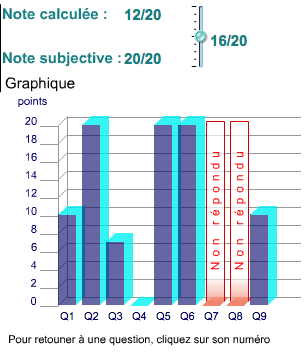 Note calculée : 12/20
16/20
Note subjective : 20/20
Graphique
points
20
18
16
14
12
10
8
6
4
2
0
Non répondu
Non répondu
Q1 Q2 Q3 Q4 Q5 Q6 Q7 Q8 Q9
Pour retouner à une question, cliquez sur son numéro